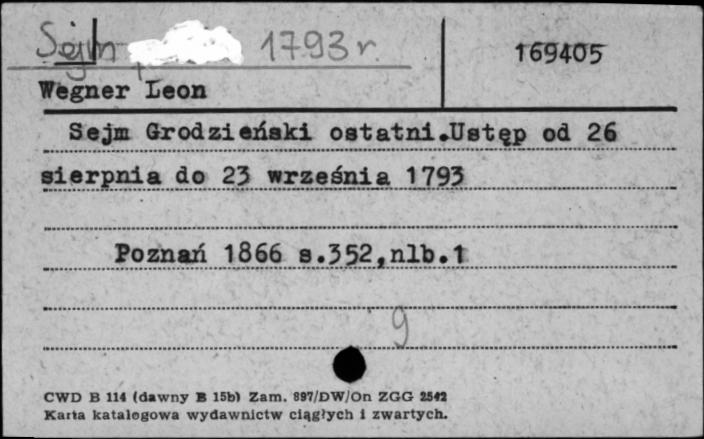 Sejm 1793 r.
169405
Wegner Leon
Sejm Grodzieński ostatni.Ustęp od 26
sierpnia do 23 września 1793
Poznań 1866 s.352,nlb.1
9
CWD B 114 (dawny B 15b) Zam. 897/DW/On ZGG 2542
Karta katalogowa wydawnictw ciągłych i zwartych.